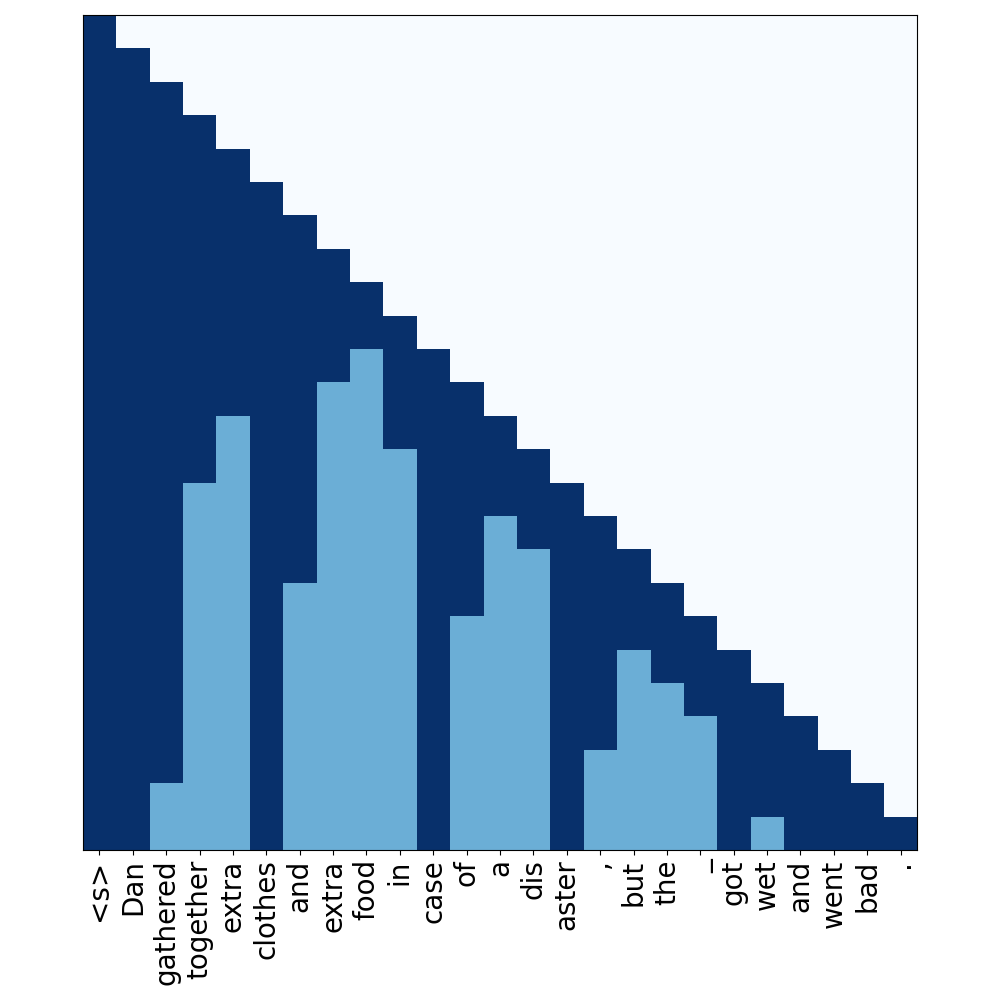 <s>
Dan
gathered
together
extra
clothes
and
extra
food
in
case
of
a
dis
aster
,
but
the
_
got
wet
and
went
bad
.